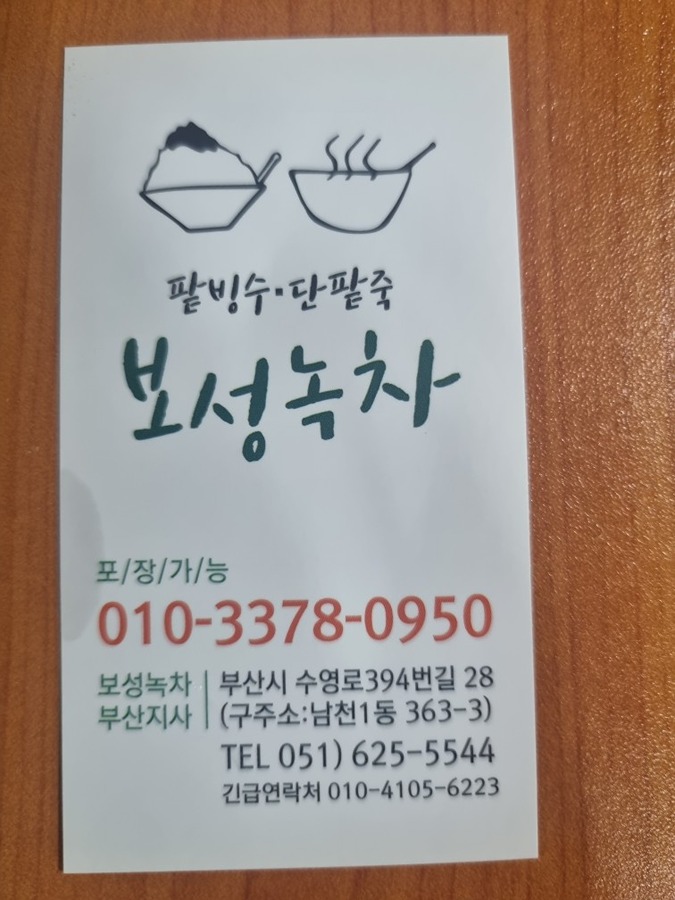 팥빙수·단팥죽
보성녹차
포/장/가/능
010-3378-0950
보성녹차
부산지사
부산시 수영로394번길 28
(구주소:남천1동 363-3)
TEL 051) 625-5544
긴급연락처 010-4105-6223